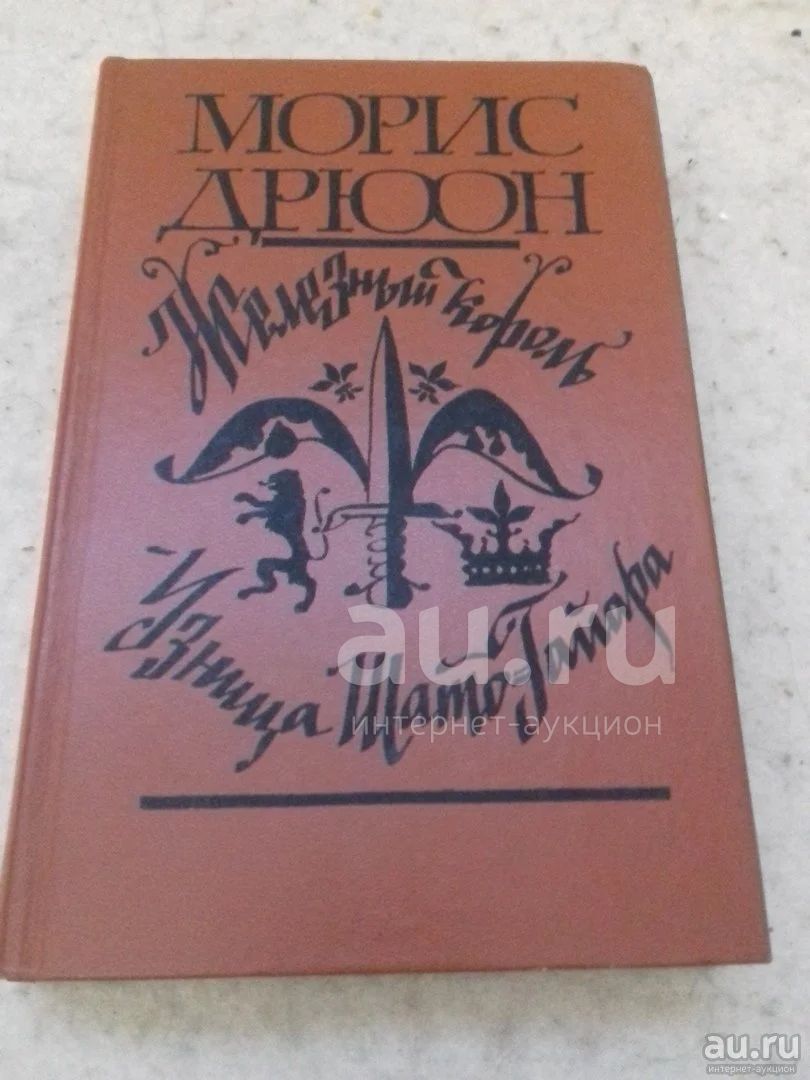 МОРИС
ДРЮОН
Железный король
Узница Шато-Гайара
au.ru
интернет-аукцион
au.ru
интернет-аукцион